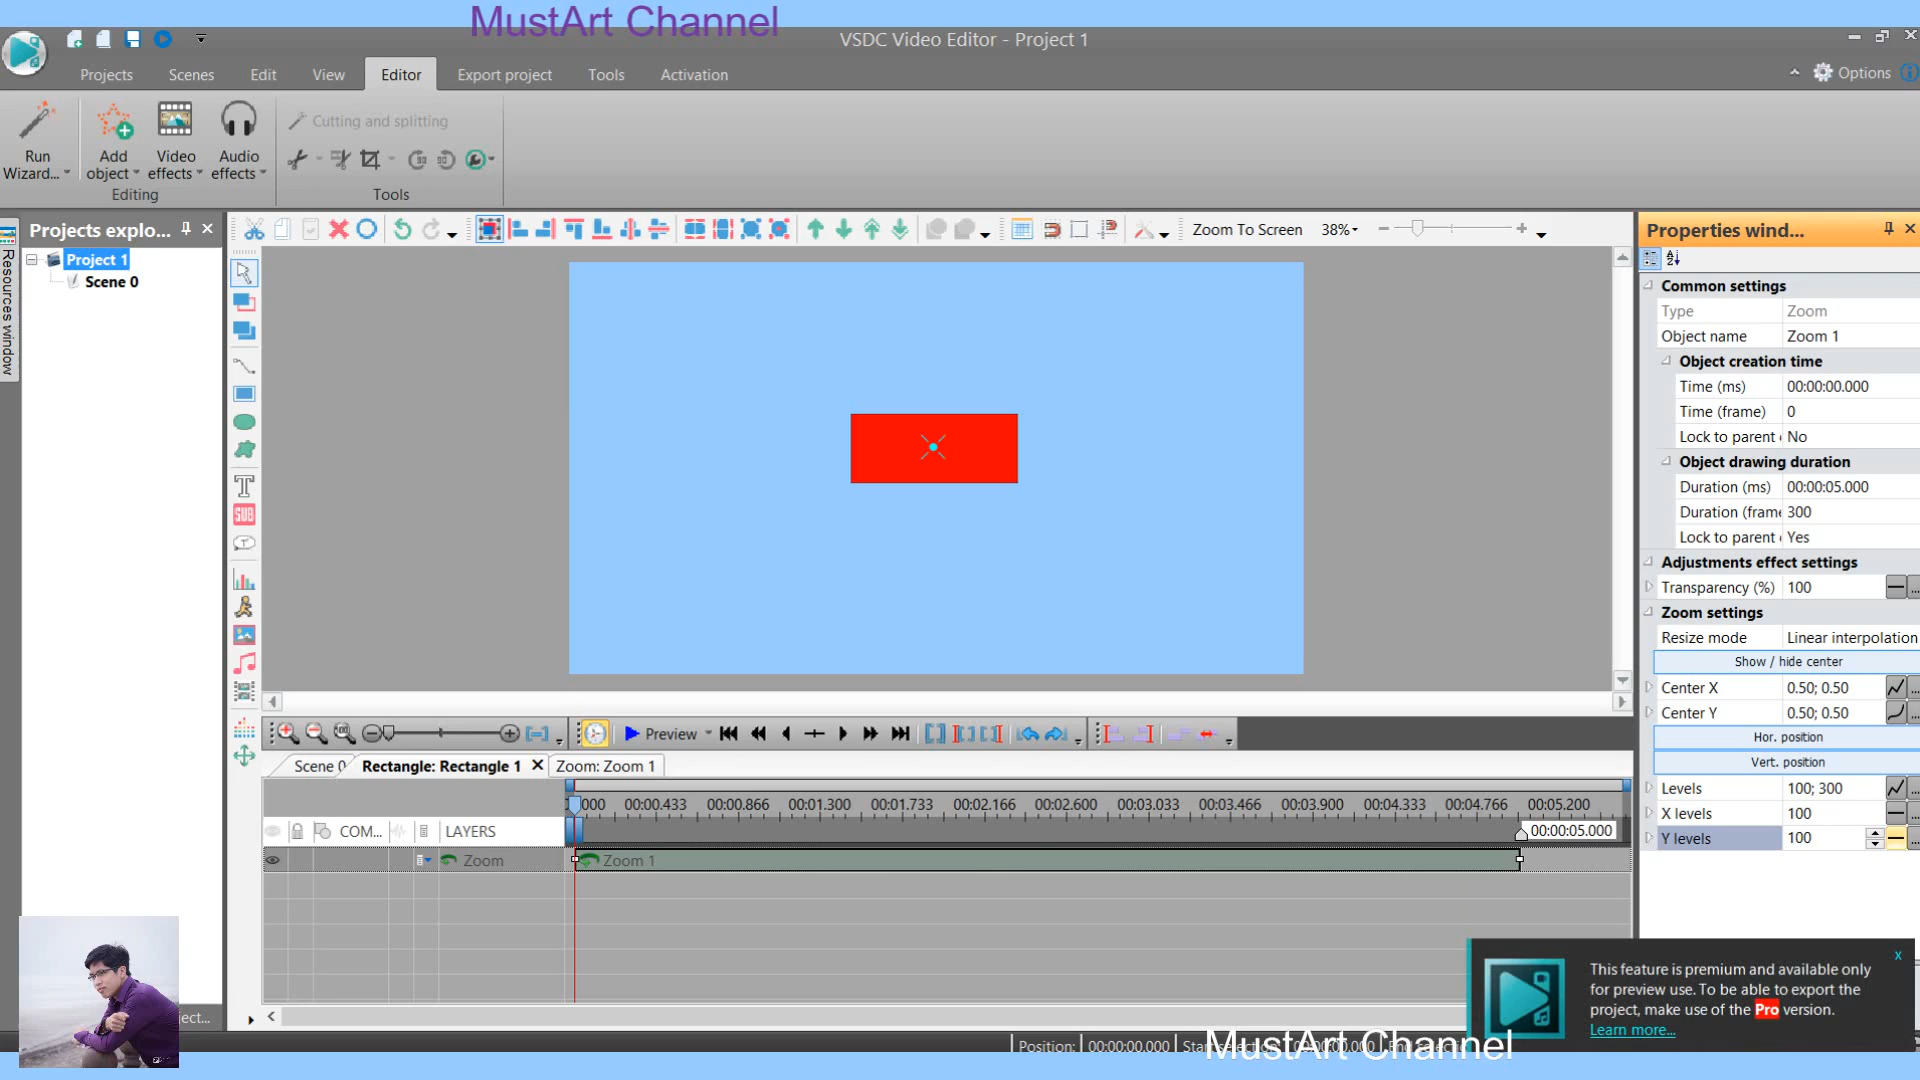 MustArt Channel
VSDC Video Editor - Project 1
Projects
Scenes
Edit
View
Editor
Export project
Tools
Activation
Options
Run Wizard...
Add object
Video effects
Audio effects
Editing
Cutting and splitting
Tools
Projects explo...
Resources window
Project 1
Scene 0
Zoom To Screen
38%
Properties wind...
Common settings
Type Zoom
Object name Zoom 1
Object creation time
Time (ms) 00:00:00.000
Time (frame) 0
Lock to parent No
Object drawing duration
Duration (ms) 00:00:05.000
Duration (frame 300
Lock to parent Yes
Adjustments effect settings
Transparency (%) 100
Zoom settings
Resize mode Linear interpolation
Show / hide center
Center X 0.50; 0.50
Center Y 0.50; 0.50
Hor. position
Vert. position
Levels 100; 300
X levels 100
Y levels 100
T
SUB
T
Preview
Scene 0
Rectangle: Rectangle 1
Zoom: Zoom 1
000 00:00.433 00:00.866 00:01.300 00:01.733 00:02.166 00:02.600 00:03.033 00:03.466 00:03.900 00:04.333 00:04.766 00:05.200
00:00:05.000
COM...
LAYERS
Zoom
Zoom 1
ject...
This feature is premium and available only
for preview use. To be able to export the
project, make use of the Pro version.
Learn more...
x
Position: 00:00:00.000
MustArt Channel